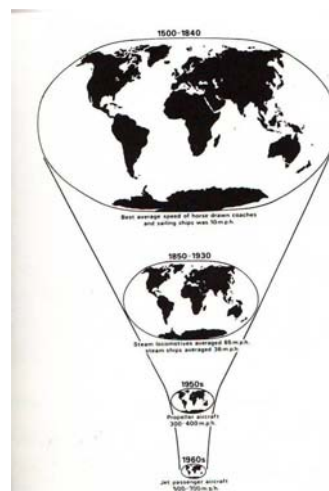 1500-1840
Best average speed of horse drawn coaches
and sailing ships was 10 m.p.h.
1850-1930
Steam locomotives averaged 65 m.p.h.
steam ships averaged 36 m.p.h.
1950s
Propeller aircraft
300-400 m.p.h.
1960s
Jet passenger aircraft
500-700 m.p.h.